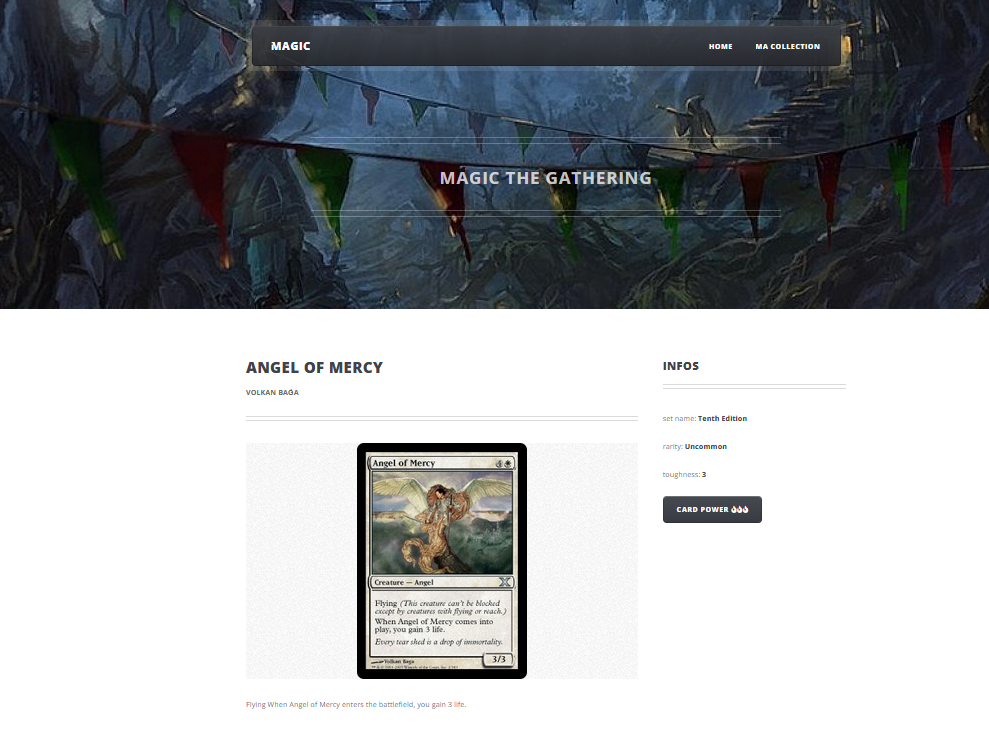 MAGIC
HOME
MA COLLECTION
MAGIC THE GATHERING
ANGEL OF MERCY
VOLKAN BAǴA
INFOS
set name: Tenth Edition
rarity: Uncommon
toughness: 3
CARD POWER
Angel of Mercy
4
Creature — Angel
Flying (This creature can't be blocked
except by creatures with flying or reach.)
When Angel of Mercy comes into
play, you gain 3 life.
Every tear shed is a drop of immortality.
Volkan Baga
3/3
Flying When Angel of Mercy enters the battlefield, you gain 3 life.